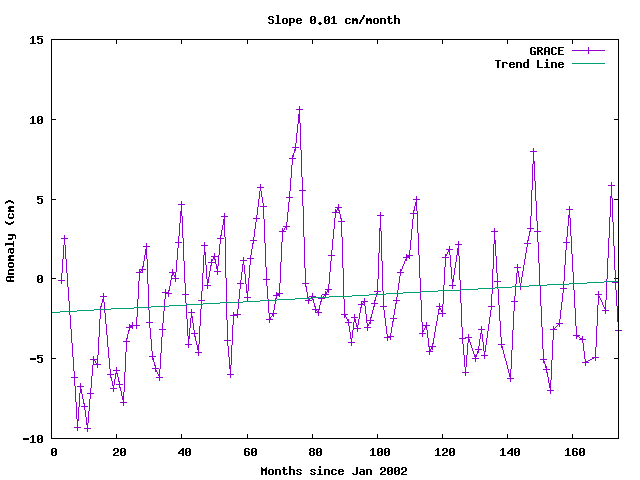 Slope 0.01 cm/month
15
GRACE
Trend Line
10
5
Anomaly (cm)
0
-5
-10
0 20 40 60 80 100 120 140 160
Months since Jan 2002